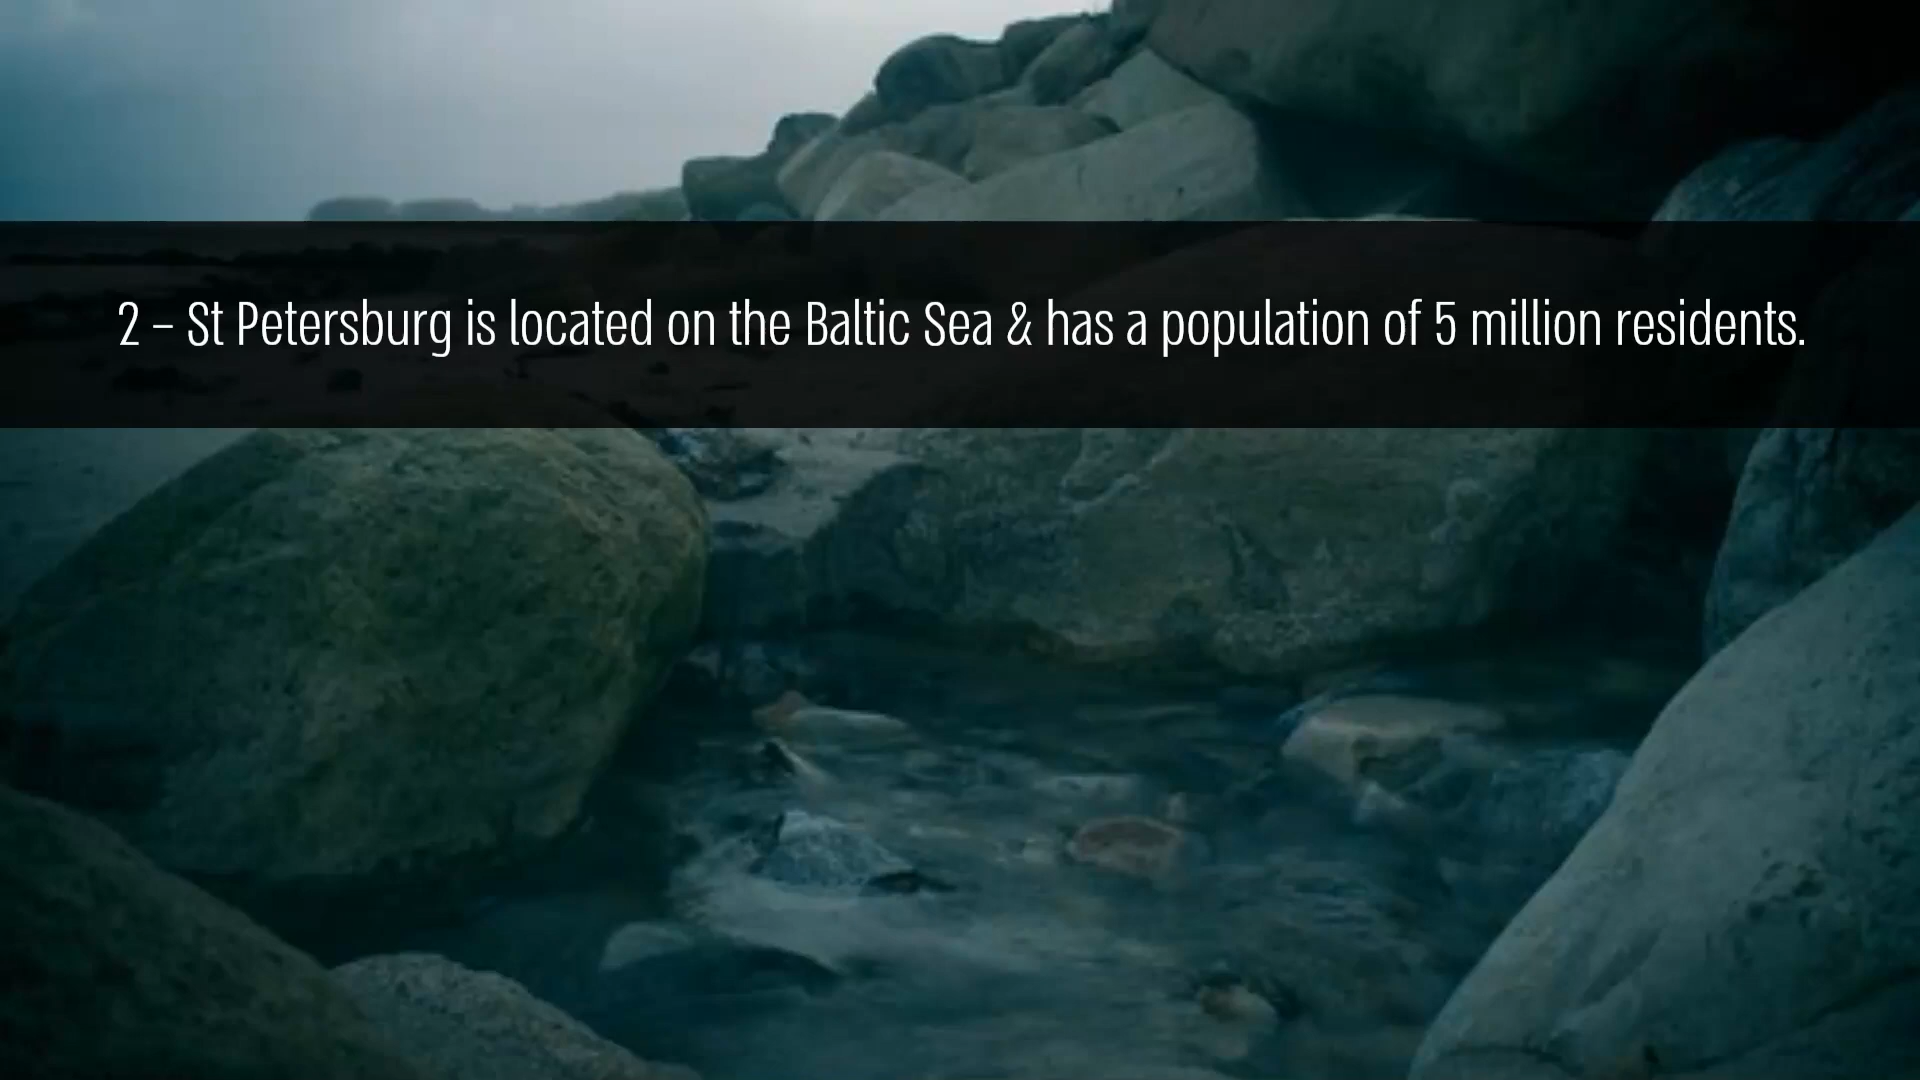 2 – St Petersburg is located on the Baltic Sea & has a population of 5 million residents.